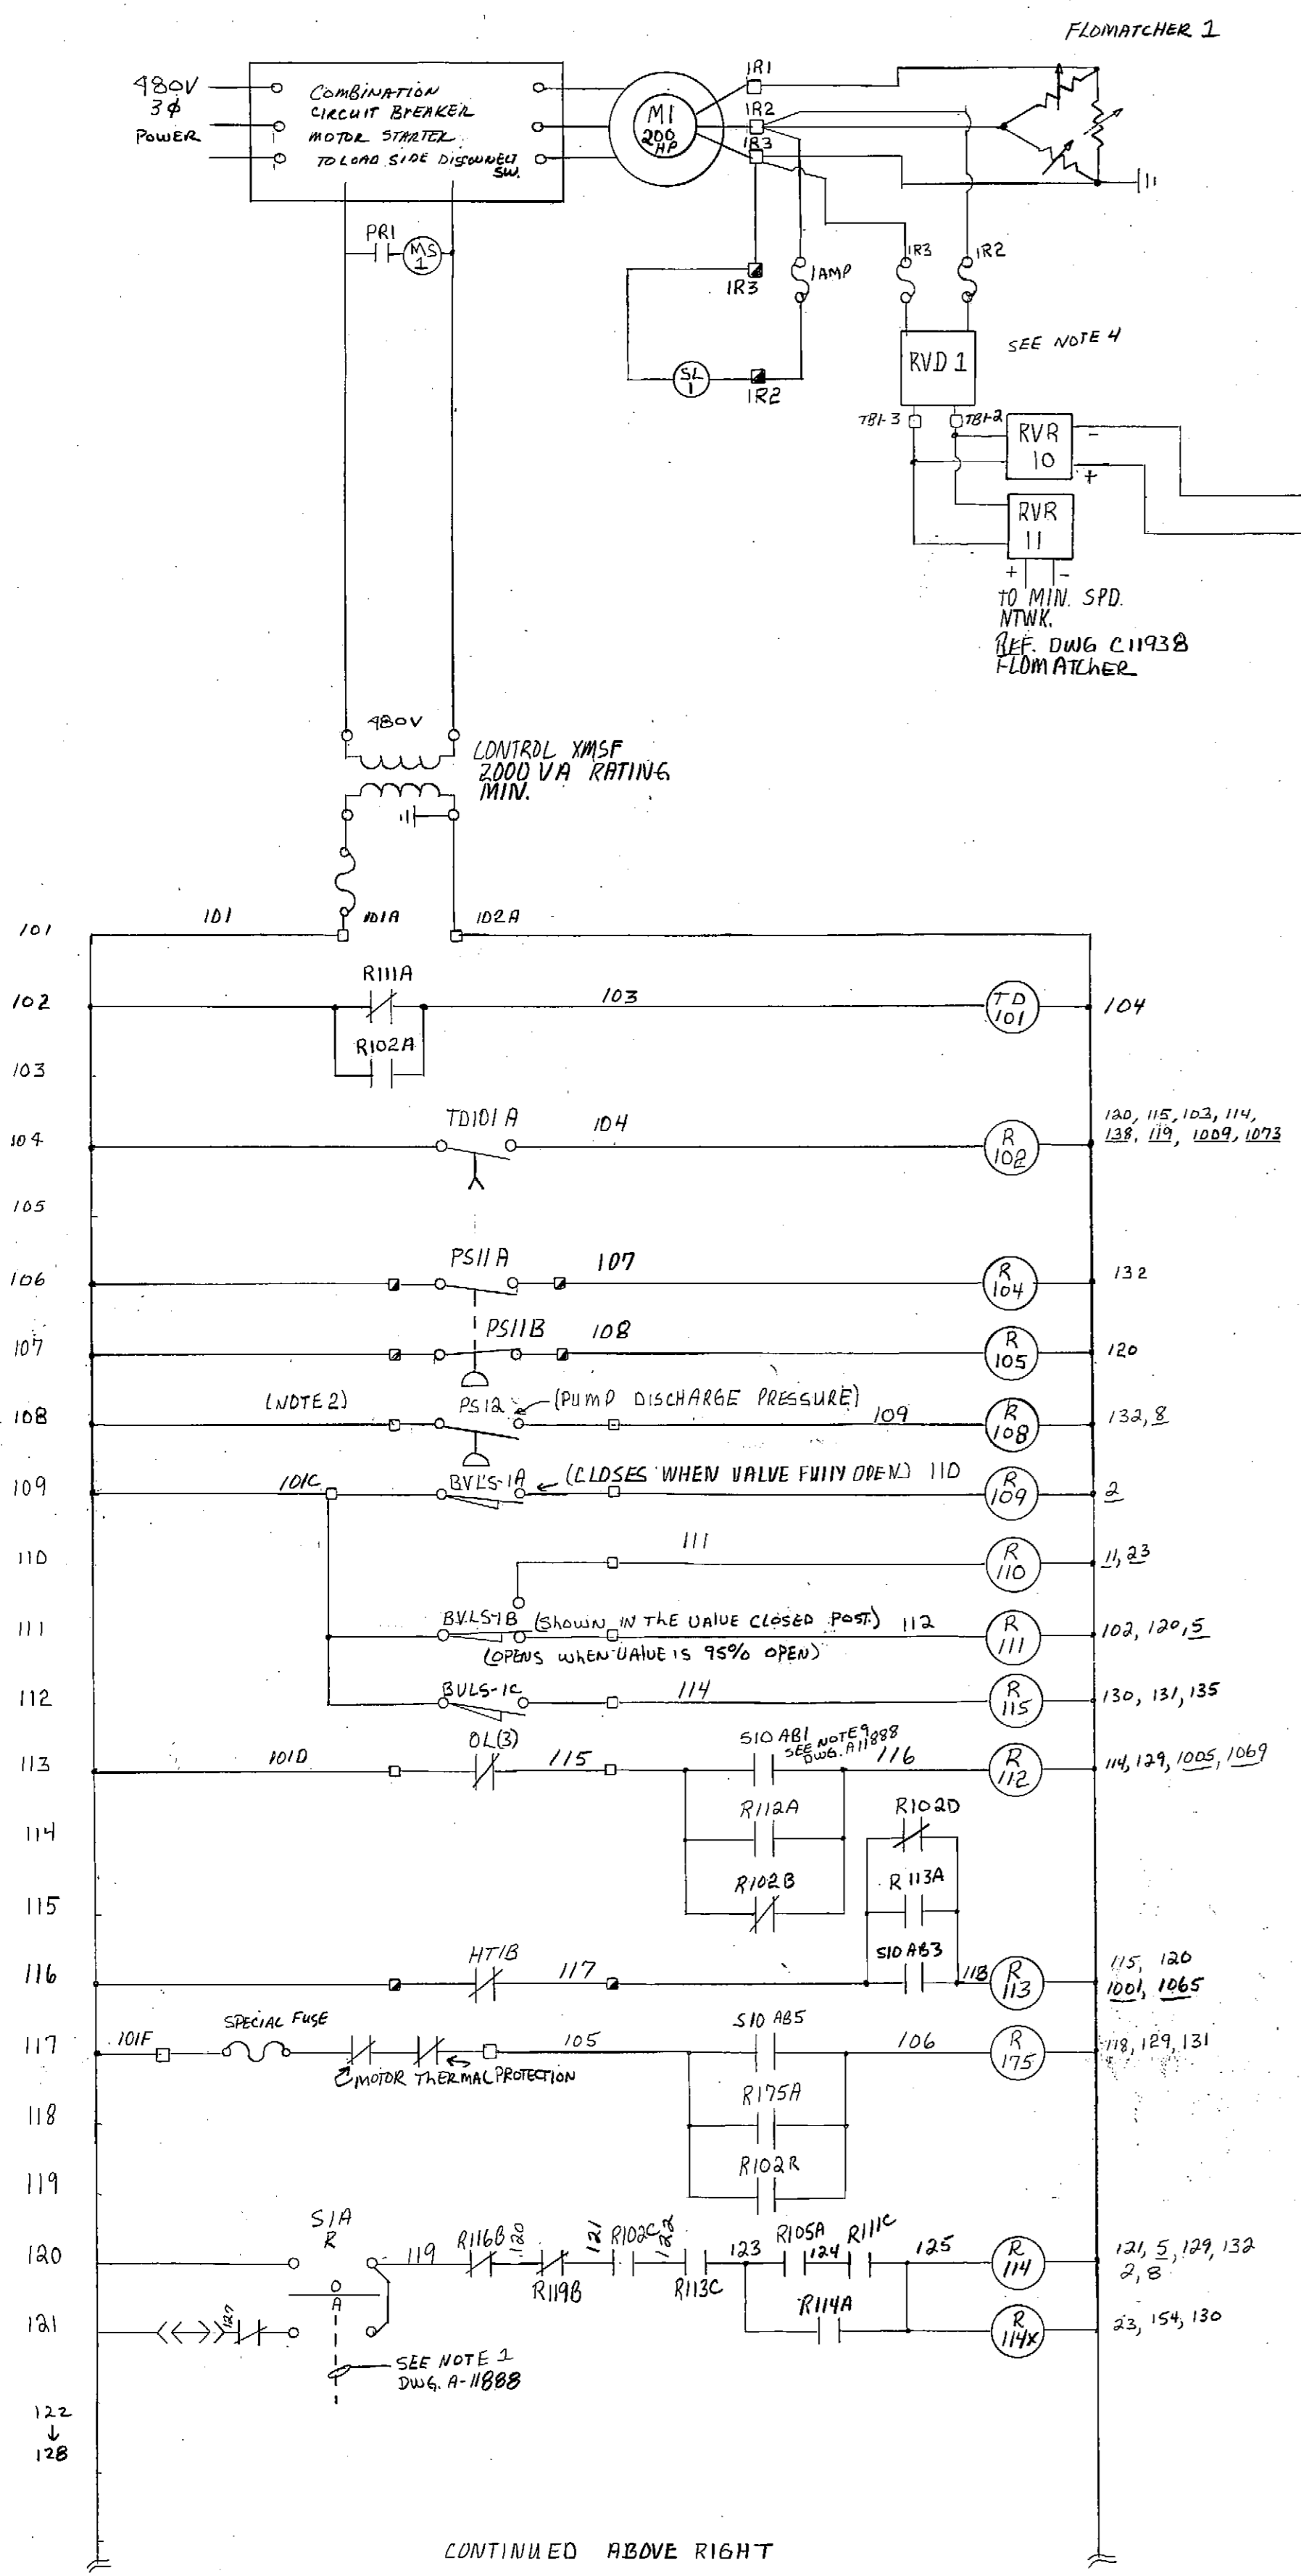 FLOMATCHER 1
480V
3φ
POWER
COMBINATION
CIRCUIT BREAKER
MOTOR STARTER
TO LOAD SIDE DISCONNECT
SW.
M1
200
HP
1R1
1R2
1R3
PR1
MS
1
1R3
1 AMP
1R3
1R2
SL
1
1R2
RVD 1
SEE NOTE 4
TB1-3
TB1-2
RVR
10
-
+
RVR
11
+ -
TO MIN. SPD.
NTWK.
REF. DWG C11938
FLOMATCHER
480V
CONTROL XMSF
2000 VA RATING
MIN.
101
101
101A
102A
102
R111A
103
TD
101
104
103
R102A
104
TD101A
104
R
102
120, 115, 103, 114,
138, 119, 1009, 1073
105
106
PS11A
107
R
104
132
107
PS11B
108
R
105
120
108
(NOTE 2)
PS12
(PUMP DISCHARGE PRESSURE)
109
R
108
132, 8
109
101C
BVLS-1A
(CLOSES WHEN VALVE FULLY OPEN)
110
R
109
2
110
111
R
110
11, 23
111
BVLS-1B
(SHOWN IN THE VALVE CLOSED POST.)
112
(OPENS WHEN VALVE IS 95% OPEN)
R
111
102, 120, 5
112
BVLS-1C
114
R
115
130, 131, 135
113
101D
OL(3)
115
S10 AB1
SEE NOTE 9
DWG. A11888
116
R
112
114, 129, 1005, 1069
114
R112A
R102D
115
R102B
R113A
116
HT1B
117
S10 AB3
118
R
113
115, 120
1001, 1065
117
101F
SPECIAL FUSE
MOTOR THERMAL PROTECTION
105
S10 AB5
106
R
175
118, 129, 131
118
R175A
119
R102R
120
S1A
R
O
A
119
R116B
120
R119B
121
R102C
122
R113C
123
R105A
124
R111C
125
R
114
121, 5, 129, 132
2, 8
121
127
R114A
R
114X
23, 154, 130
SEE NOTE 1
DWG. A-11888
122
↓
128
CONTINUED ABOVE RIGHT